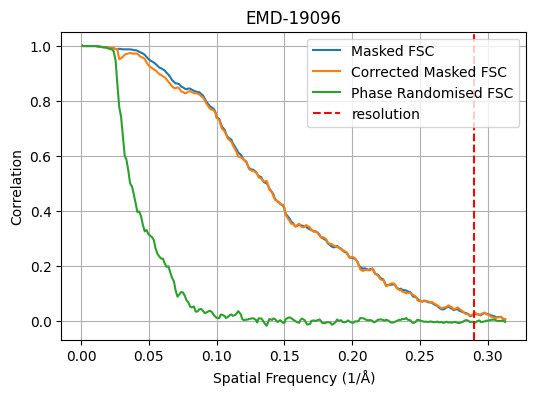 EMD-19096
Masked FSC
Corrected Masked FSC
Phase Randomised FSC
resolution
Correlation
1.0
0.8
0.6
0.4
0.2
0.0
0.00 0.05 0.10 0.15 0.20 0.25 0.30
Spatial Frequency (1/Å)